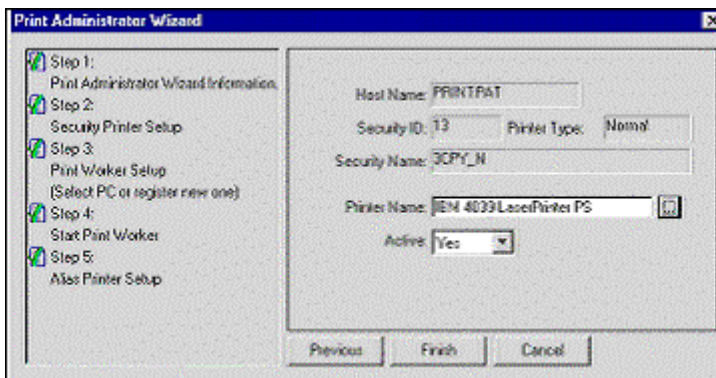 Print Administrator Wizard
Step 1:
Print Administrator Wizard Information.
Step 2:
Security Printer Setup
Step 3:
Print Worker Setup
(Select PC or register new one)
Step 4:
Start Print Worker
Step 5:
Alias Printer Setup
Host Name: PRINTPAT
Security ID: 13 Printer Type: Normal
Security Name: 3CPY_N
Printer Name: IBM 4039 LaserPrinter PS
Active: Yes
Previous Finish Cancel